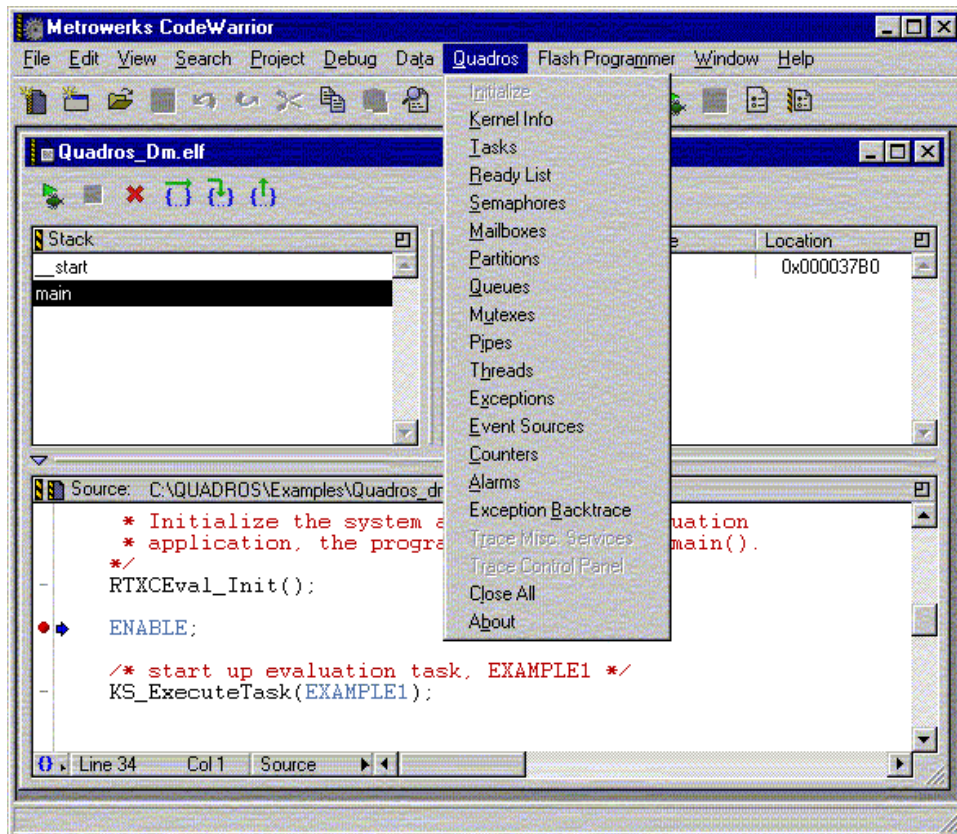 Metrowerks CodeWarrior
File Edit View Search Project Debug Data Quadros Flash Programmer Window Help
Initialize
Kernel Info
Tasks
Ready List
Semaphores
Mailboxes
Partitions
Queues
Mutexes
Pipes
Threads
Exceptions
Event Sources
Counters
Alarms
Exception Backtrace
Trace Misc. Services
Trace Control Panel
Close All
About
Quadros_Dm.elf
Stack
__start
main
e Location
0x000037B0
Source: C:\QUADROS\Examples\Quadros_dr
* Initialize the system a uation
* application, the progra main().
*/
RTXCEval_Init();
ENABLE;
/* start up evaluation task, EXAMPLE1 */
KS_ExecuteTask(EXAMPLE1);
Line 34 Col 1 Source